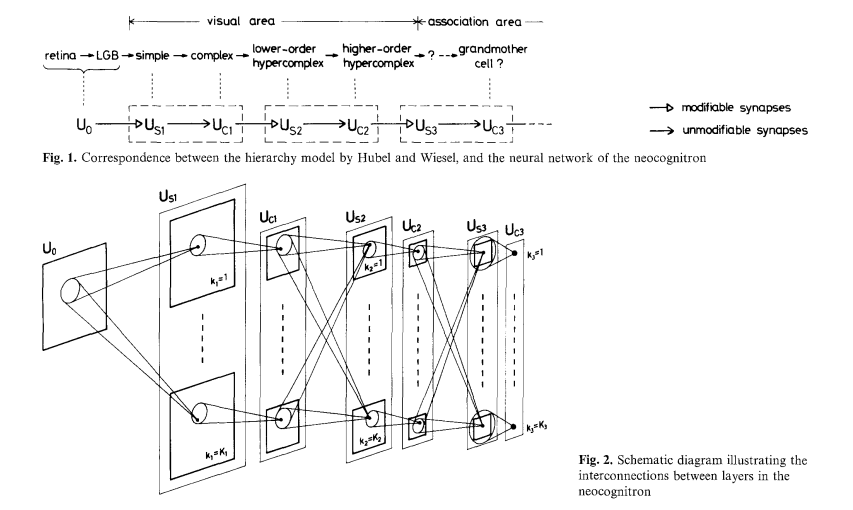 visual area association area
retina LGB simple complex lower-order hypercomplex higher-order hypercomplex ? grandmother cell ?
U0 US1 UC1 US2 UC2 US3 UC3
modifiable synapses
unmodifiable synapses
Fig. 1. Correspondence between the hierarchy model by Hubel and Wiesel, and the neural network of the neocognitron
U0 US1 UC1 US2 UC2 US3 UC3
k1=1 k2=1 k3=1
k1=K1 k2=K2 k3=K3
Fig. 2. Schematic diagram illustrating the
interconnections between layers in the
neocognitron